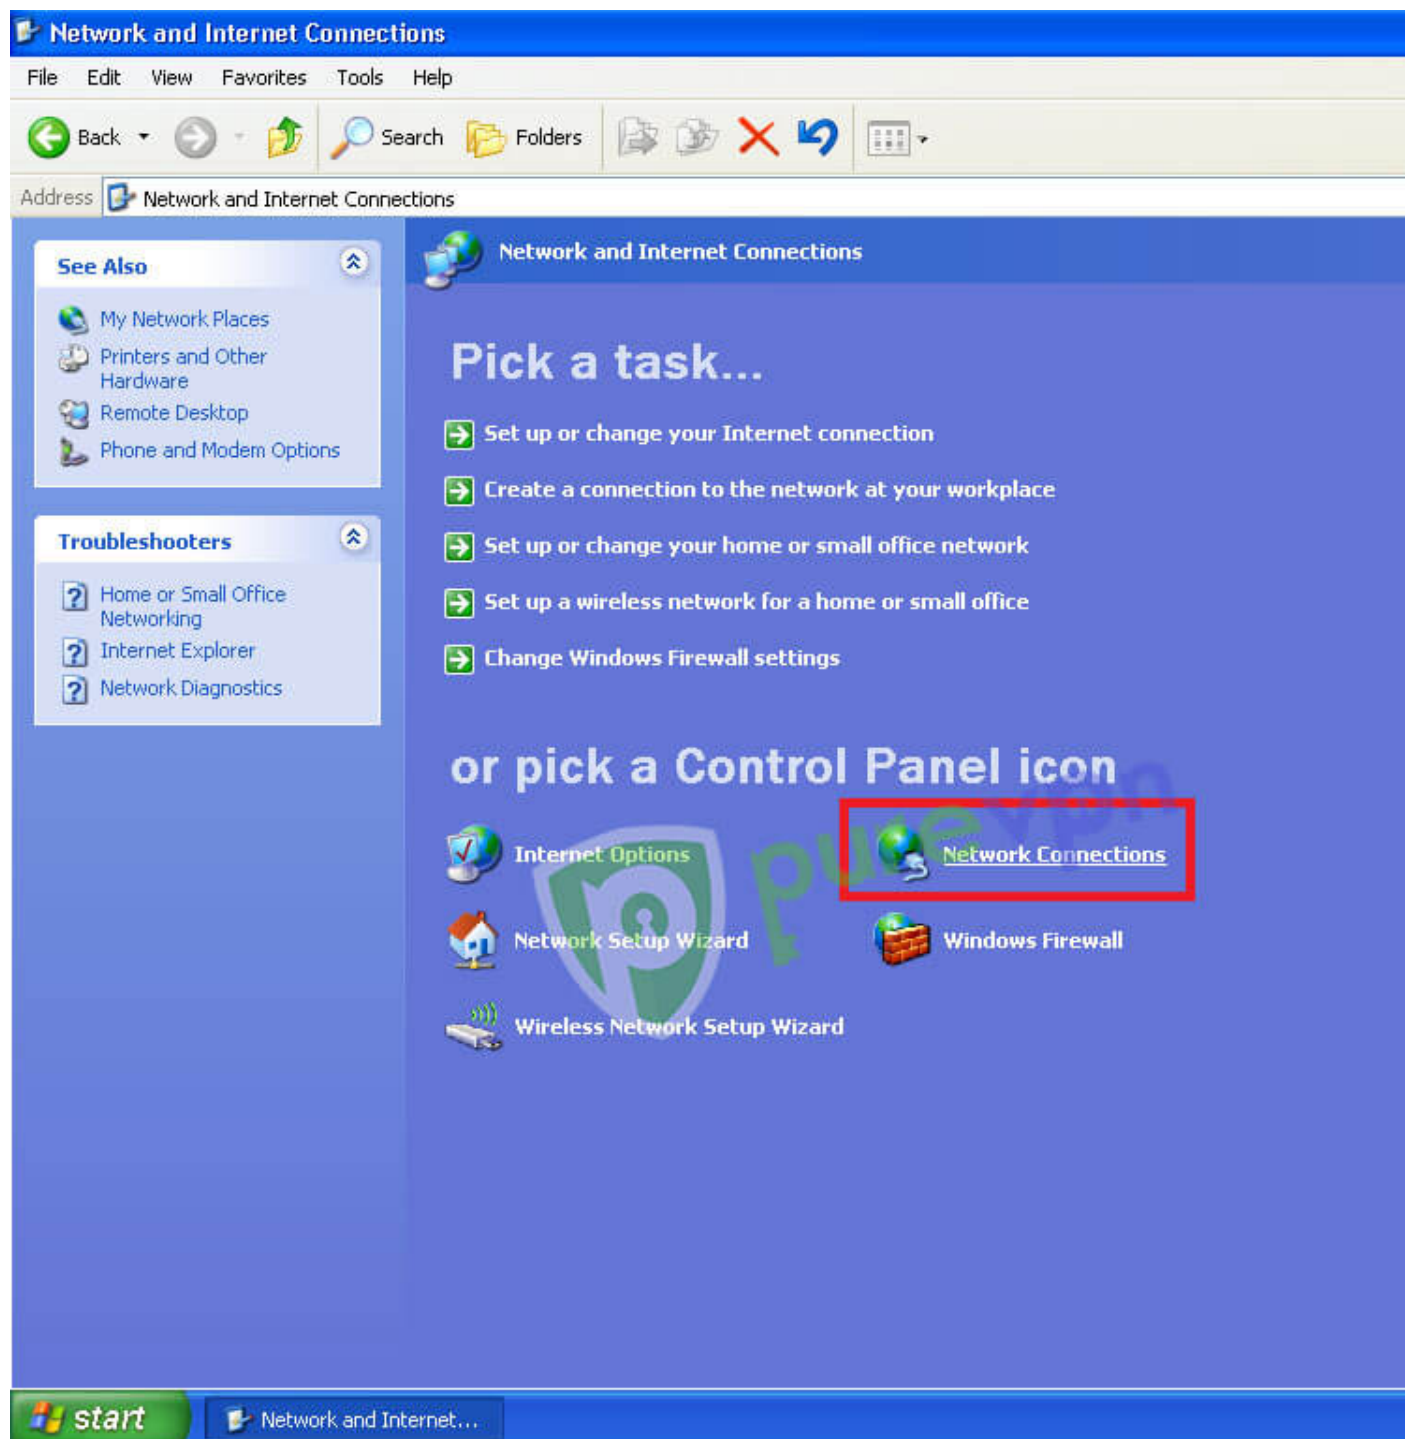 Network and Internet Connections
File Edit View Favorites Tools Help
Back Search Folders
Address Network and Internet Connections
See Also
My Network Places
Printers and Other
Hardware
Remote Desktop
Phone and Modem Options
Troubleshooters
Home or Small Office
Networking
Internet Explorer
Network Diagnostics
Network and Internet Connections
Pick a task...
Set up or change your Internet connection
Create a connection to the network at your workplace
Set up or change your home or small office network
Set up a wireless network for a home or small office
Change Windows Firewall settings
or pick a Control Panel icon
Internet Options
Network Connections
Network Setup Wizard
Windows Firewall
Wireless Network Setup Wizard
purevpn
start
Network and Internet...